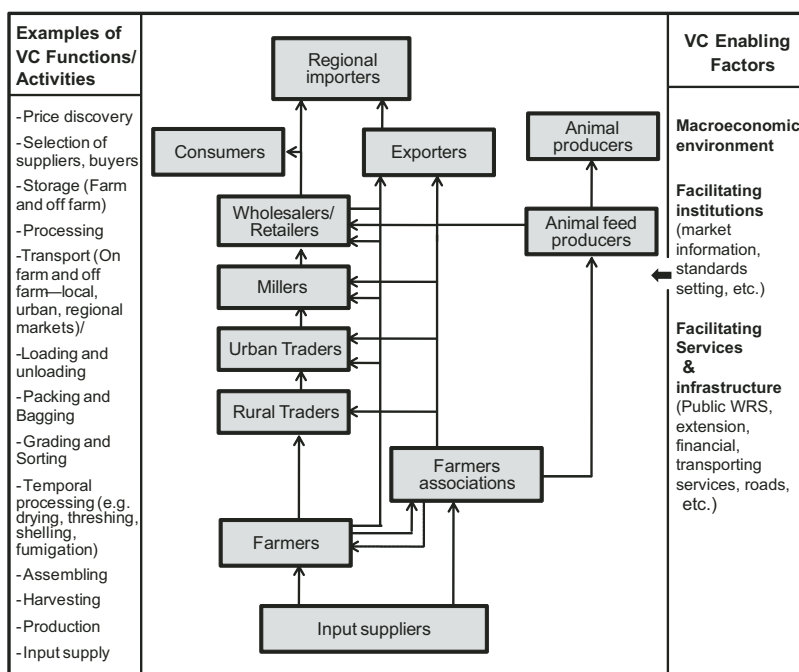 Examples of
VC Functions/
Activities
-Price discovery
-Selection of
suppliers, buyers
-Storage (Farm
and off farm)
-Processing
-Transport (On
farm and off
farm—local,
urban, regional
markets)/
-Loading and
unloading
-Packing and
Bagging
-Grading and
Sorting
-Temporal
processing (e.g.
drying, threshing,
shelling,
fumigation)
-Assembling
-Harvesting
-Production
-Input supply
Regional
importers
Consumers
Exporters
Animal
producers
Wholesalers/
Retailers
Animal feed
producers
Millers
Urban Traders
Rural Traders
Farmers
associations
Farmers
Input suppliers
VC Enabling
Factors
Macroeconomic
environment
Facilitating
institutions
(market
information,
standards
setting, etc.)
Facilitating
Services
&
infrastructure
(Public WRS,
extension,
financial,
transporting
services, roads,
etc.)